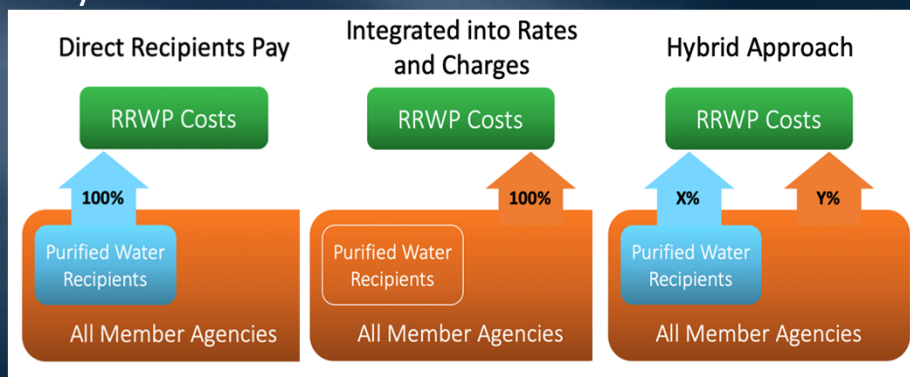 Direct Recipients Pay
RRWP Costs
100%
Purified Water
Recipients
All Member Agencies
Integrated into Rates
and Charges
RRWP Costs
100%
Purified Water
Recipients
All Member Agencies
Hybrid Approach
RRWP Costs
X%
Y%
Purified Water
Recipients
All Member Agencies